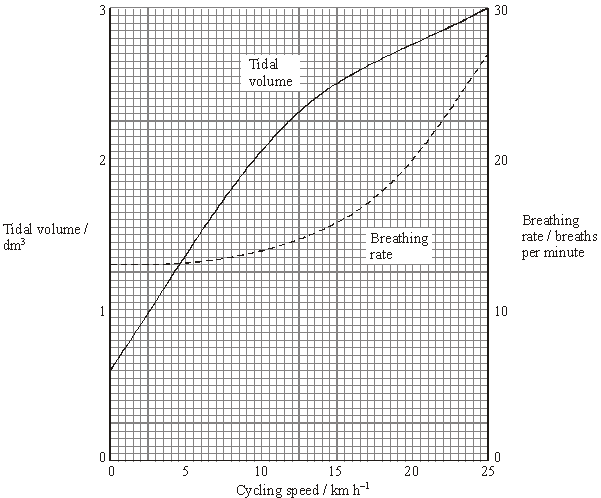 3
30
Tidal
volume
2
20
Tidal volume /
dm³
Breathing
rate / breaths
per minute
Breathing
rate
1
10
0
0
0
5
10
15
20
25
Cycling speed / km h⁻¹